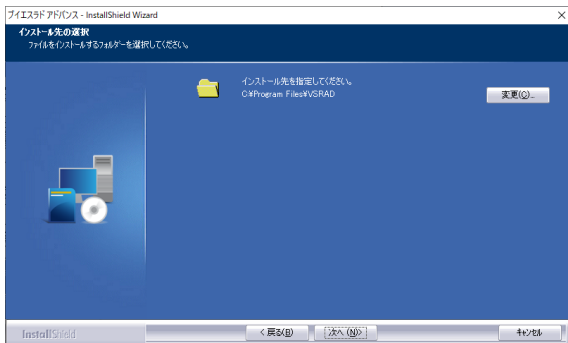 ブイエスラド アドバンス - InstallShield Wizard
インストール先の選択
ファイルをインストールするフォルダーを選択してください。
インストール先を指定してください。
C:¥Program Files¥VSRAD
変更(C)...
InstallShield
< 戻る(B)
次へ (N)>
キャンセル